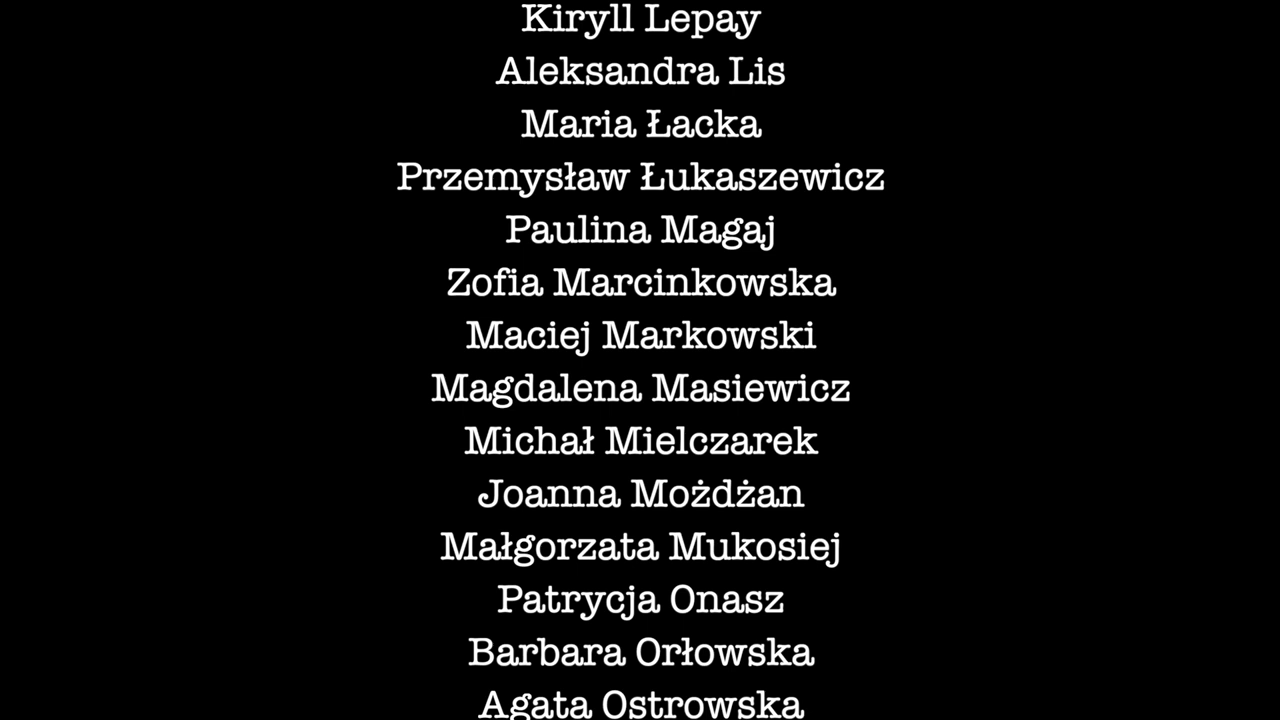 Kiryll Lepay
Aleksandra Lis
Maria Łacka
Przemysław Łukaszewicz
Paulina Magaj
Zofia Marcinkowska
Maciej Markowski
Magdalena Masiewicz
Michał Mielczarek
Joanna Możdżan
Małgorzata Mukosiej
Patrycja Onasz
Barbara Orłowska
Agata Ostrowska